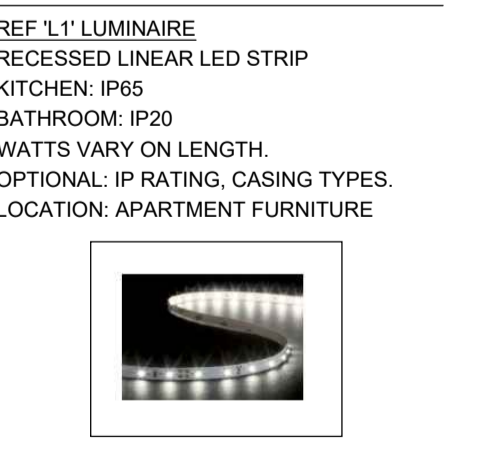 REF 'L1' LUMINAIRE
RECESSED LINEAR LED STRIP
KITCHEN: IP65
BATHROOM: IP20
WATTS VARY ON LENGTH.
OPTIONAL: IP RATING, CASING TYPES.
LOCATION: APARTMENT FURNITURE